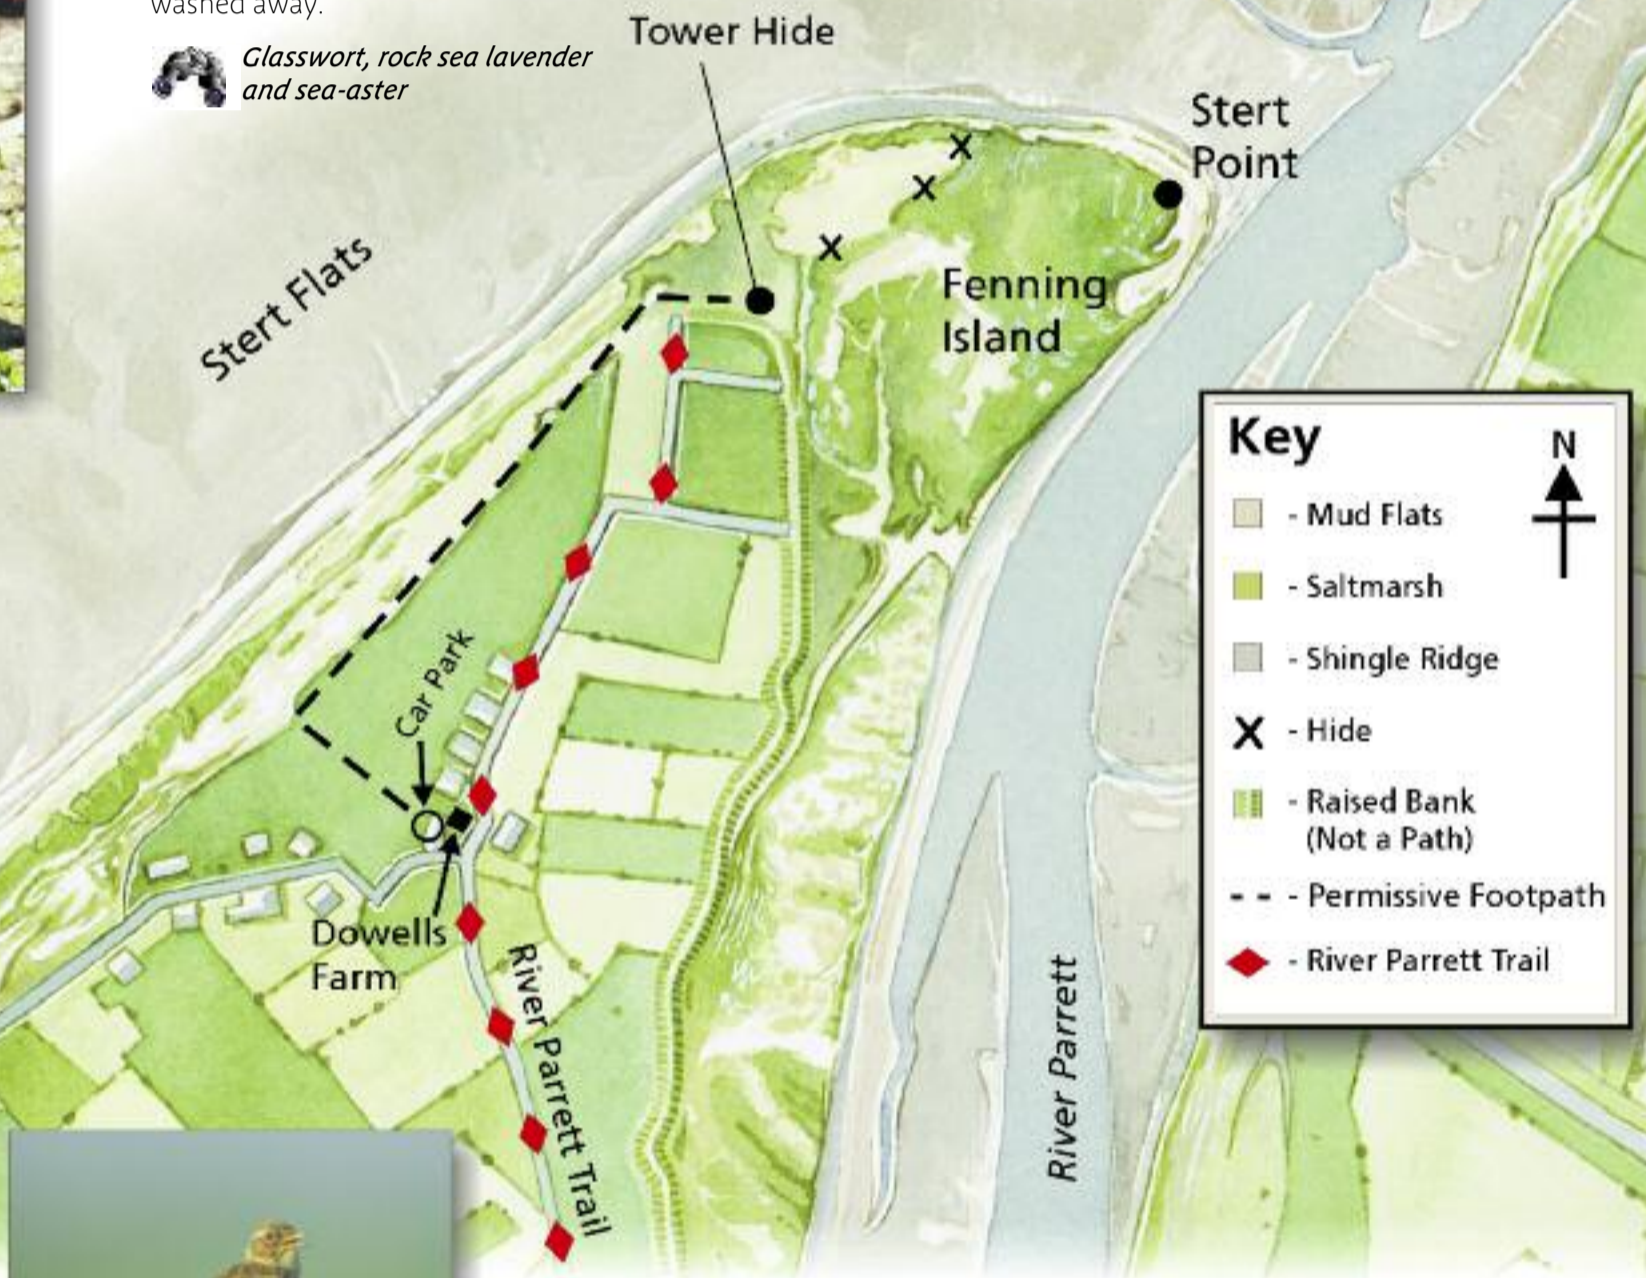 washed away.
Glasswort, rock sea lavender
and sea-aster
Tower Hide
Stert
Point
Stert Flats
X
X
X
Fenning
Island
Car Park
Dowells
Farm
River Parrett Trail
River Parrett
Key
N
- Mud Flats
- Saltmarsh
- Shingle Ridge
X - Hide
- Raised Bank
(Not a Path)
- Permissive Footpath
- River Parrett Trail